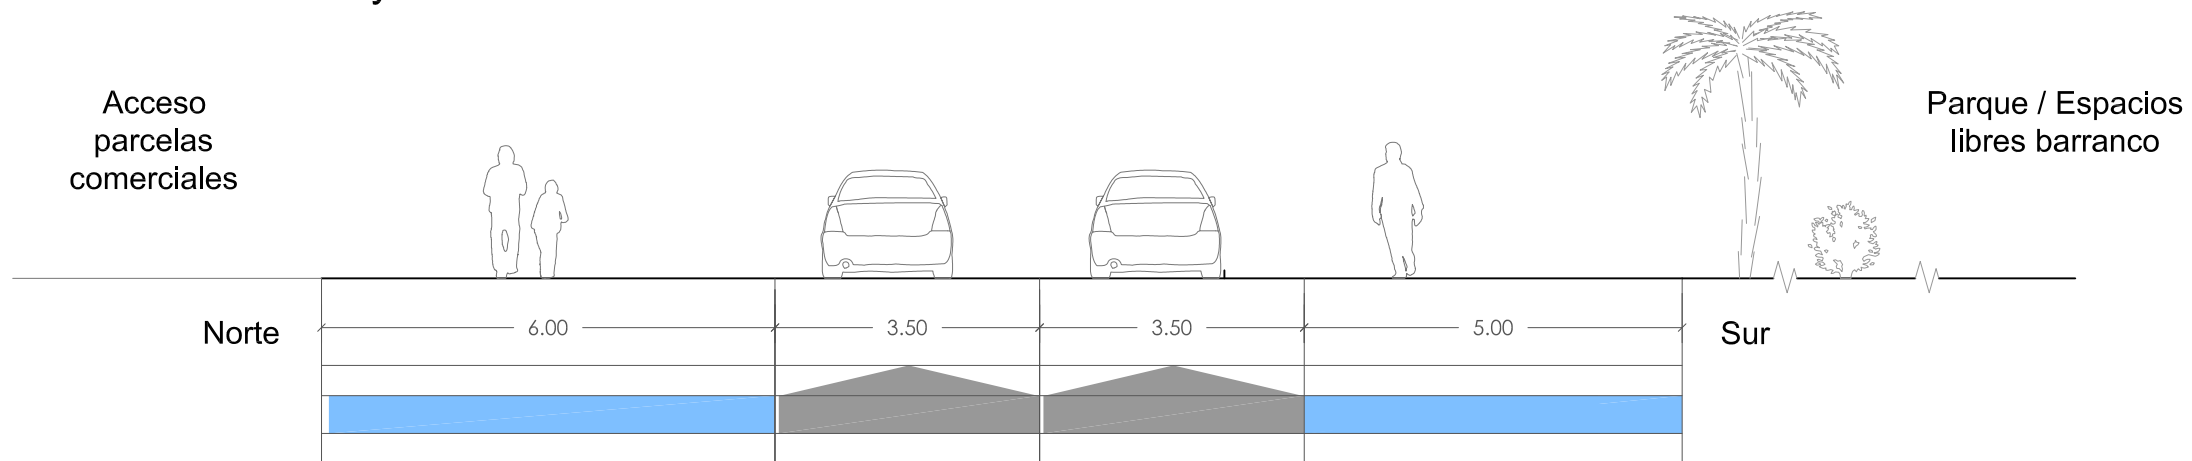 Acceso
parcelas
comerciales
Parque / Espacios
libres barranco
Norte
6.00
3.50
3.50
5.00
Sur